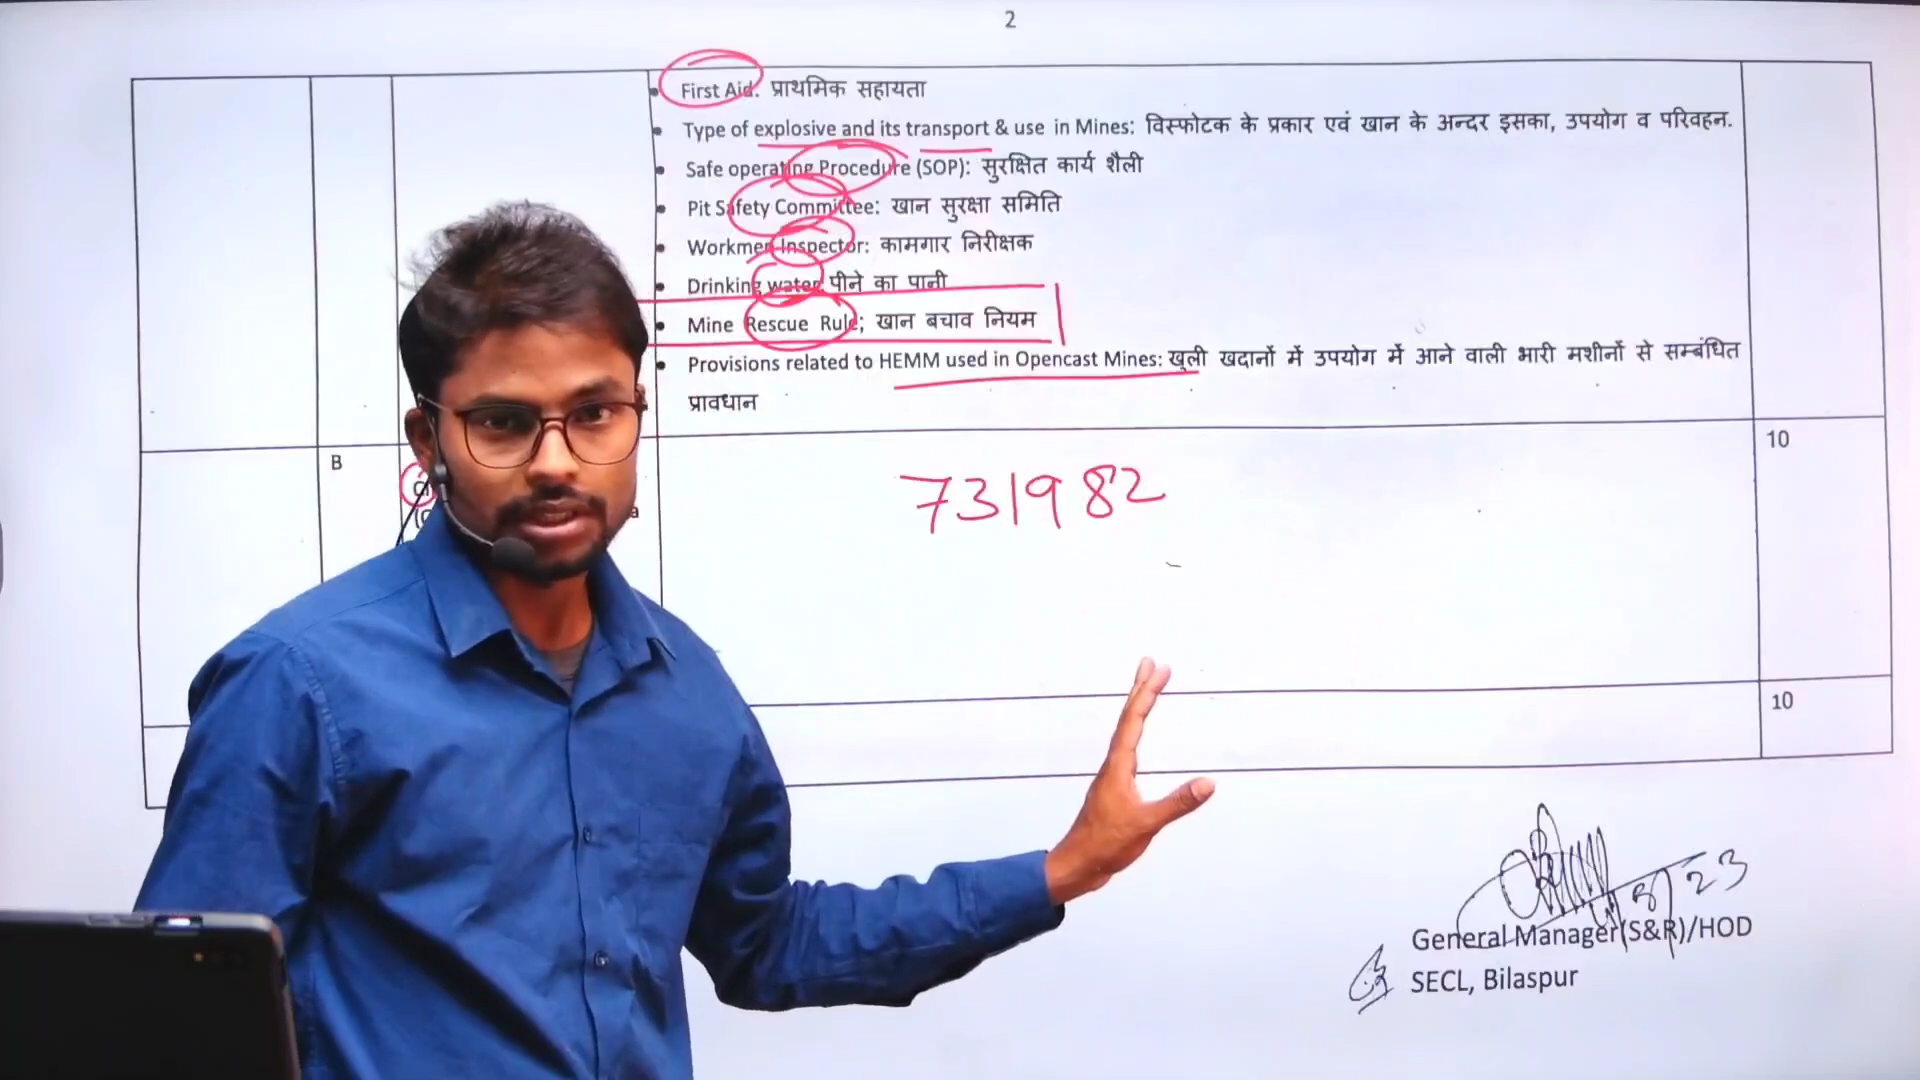 2
First Aid. प्राथमिक सहायता
Type of explosive and its transport & use in Mines: विस्फोटक के प्रकार एवं खान के अन्दर इसका, उपयोग व परिवहन.
Safe operating Procedure (SOP): सुरक्षित कार्य शैली
Pit Safety Committee: खान सुरक्षा समिति
Workmen Inspector: कामगार निरीक्षक
Drinking water पीने का पानी
Mine Rescue Rule; खान बचाव नियम
Provisions related to HEMM used in Opencast Mines: खुली खदानों में उपयोग में आने वाली भारी मशीनों से सम्बंधित
प्रावधान
B
10
731982
10
23
General Manager(S&R)/HOD
SECL, Bilaspur